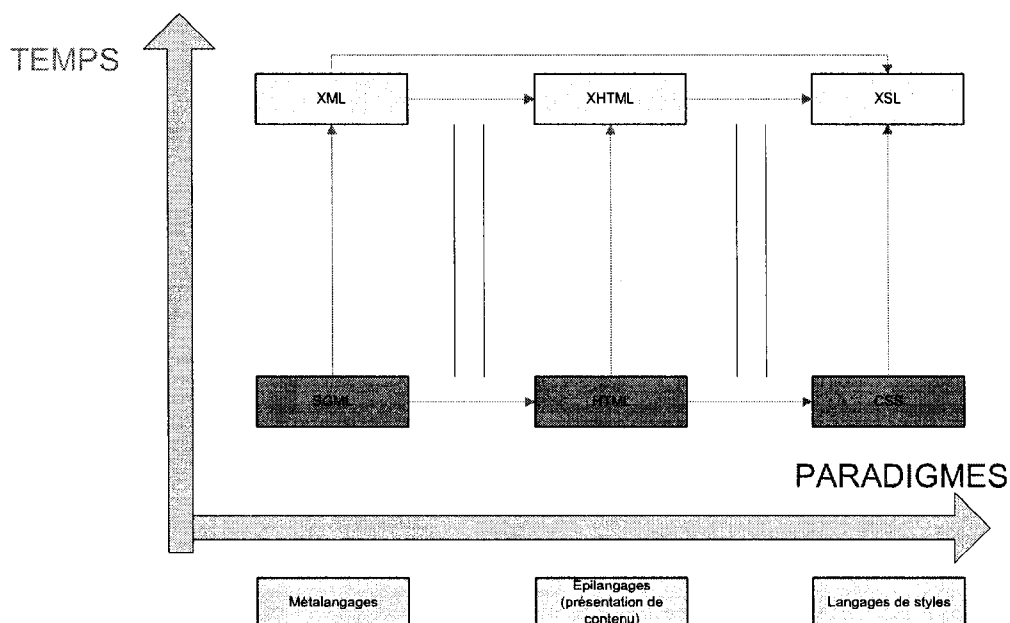 TEMPS
XML
XHTML
XSL
SGML
HTML
CSS
PARADIGMES
Métalangages
Épilangages
(présentation de
contenu)
Langages de styles